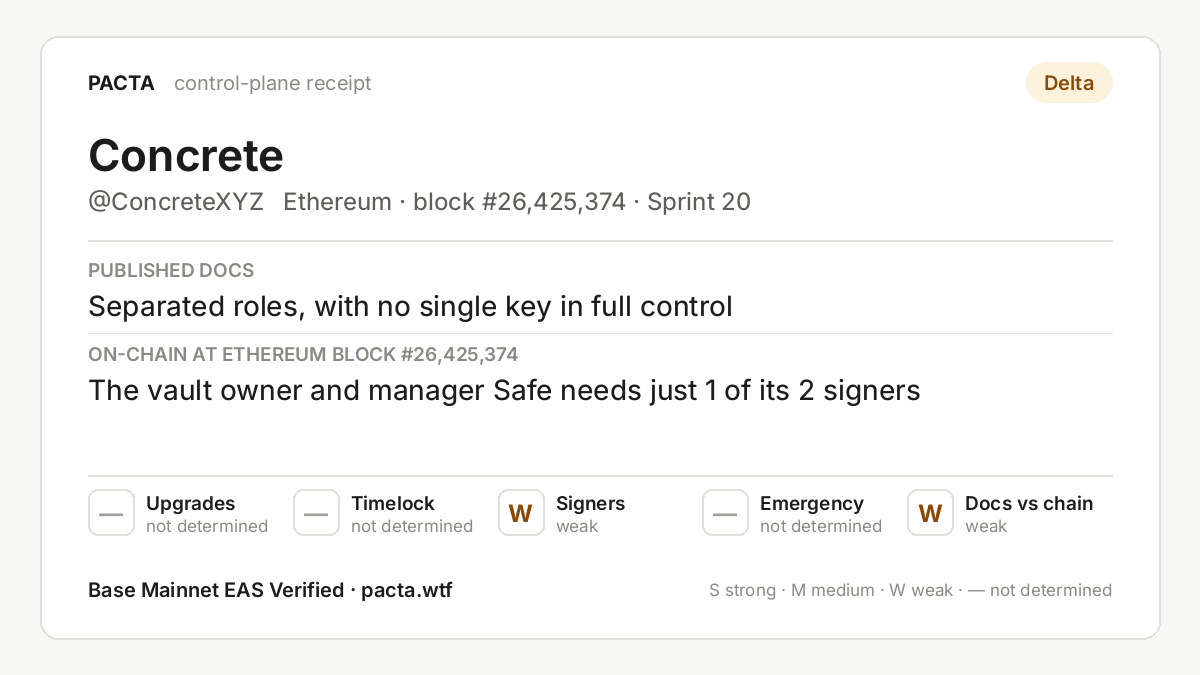 PACTA control-plane receipt
Delta
Concrete
@ConcreteXYZ Ethereum · block #26,425,374 · Sprint 20
PUBLISHED DOCS
Separated roles, with no single key in full control
ON-CHAIN AT ETHEREUM BLOCK #26,425,374
The vault owner and manager Safe needs just 1 of its 2 signers
— Upgrades
not determined
— Timelock
not determined
W Signers
weak
— Emergency
not determined
W Docs vs chain
weak
Base Mainnet EAS Verified · pacta.wtf
S strong · M medium · W weak · — not determined